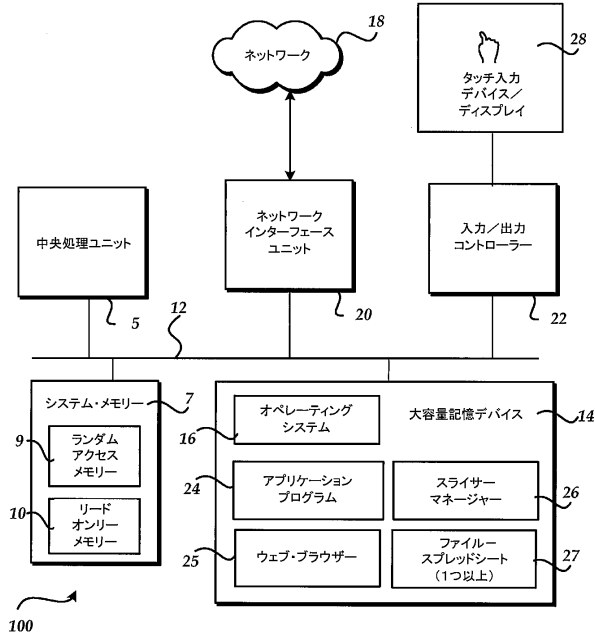 18
ネットワーク
28
タッチ入力
デバイス／
ディスプレイ
中央処理ユニット
5
ネットワーク
インターフェース
ユニット
20
入力／出力
コントローラー
22
12
システム・メモリー
7
9
ランダム
アクセス
メモリー
10
リード
オンリー
メモリー
大容量記憶デバイス
14
16
オペレーティング
システム
24
アプリケーション
プログラム
スライサー
マネージャー
26
25
ウェブ・ブラウザー
ファイルー
スプレッドシート
（1つ以上）
27
100